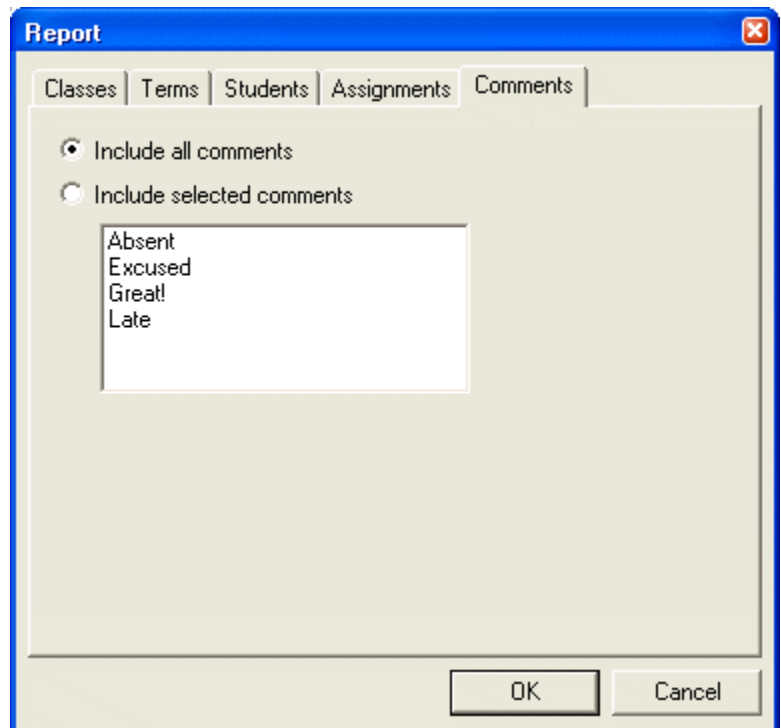 Report
Classes Terms Students Assignments Comments
Include all comments
Include selected comments
Absent
Excused
Great!
Late
OK Cancel